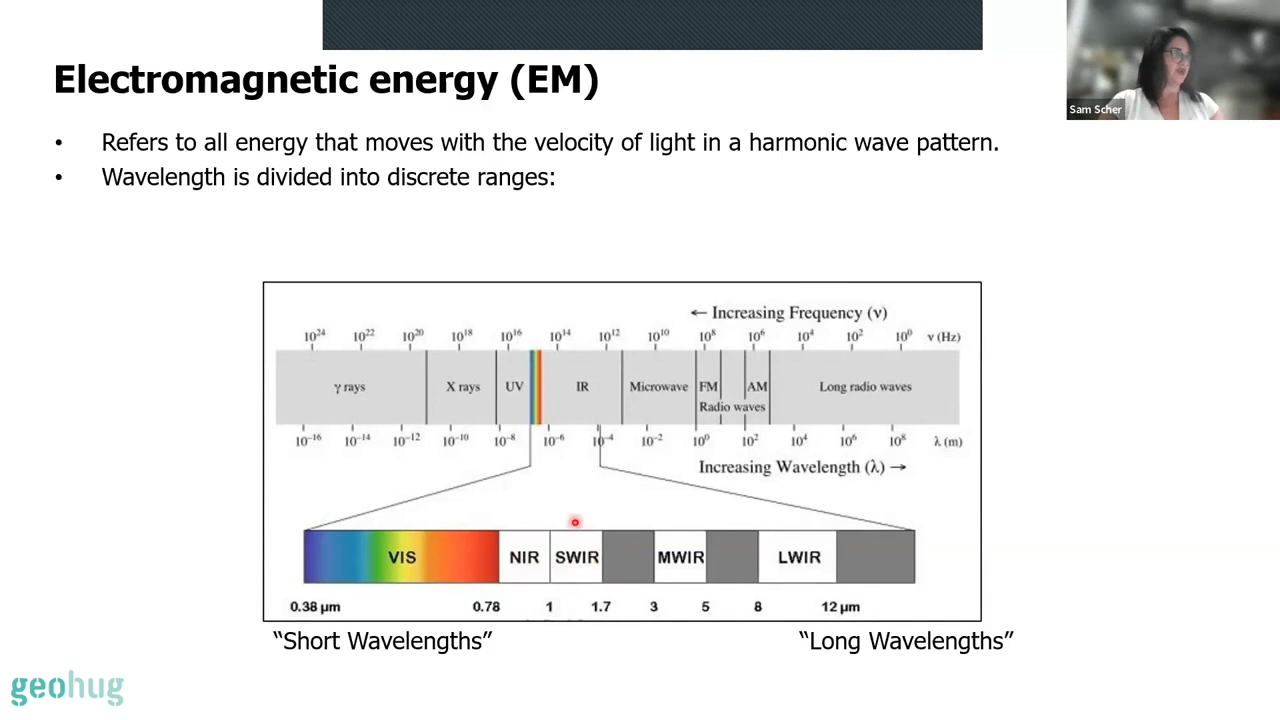 Electromagnetic energy (EM)
Sam Scher
• Refers to all energy that moves with the velocity of light in a harmonic wave pattern.
• Wavelength is divided into discrete ranges:
← Increasing Frequency (ν)
10²⁴ 10²² 10²⁰ 10¹⁸ 10¹⁶ 10¹⁴ 10¹² 10¹⁰ 10⁸ 10⁶ 10⁴ 10² 10⁰ ν (Hz)
γ rays X rays UV IR Microwave FM AM Long radio waves
Radio waves
10⁻¹⁶ 10⁻¹⁴ 10⁻¹² 10⁻¹⁰ 10⁻⁸ 10⁻⁶ 10⁻⁴ 10⁻² 10⁰ 10² 10⁴ 10⁶ 10⁸ λ (m)
Increasing Wavelength (λ) →
VIS NIR SWIR MWIR LWIR
0.38 µm 0.78 1 1.7 3 5 8 12 µm
“Short Wavelengths” “Long Wavelengths”
geohug